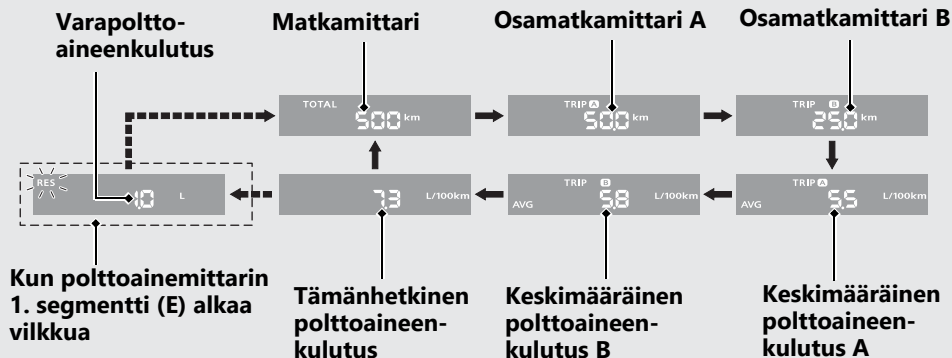 Varapoltto-
aineenkulutus
Matkamittari
Osamatkamittari A
Osamatkamittari B
TOTAL
500 km
TRIP A
50.0 km
TRIP B
25.0 km
RES
1.0 L
7.3 L/100km
TRIP B
AVG 5.8 L/100km
TRIP A
AVG 5.5 L/100km
Kun polttoainemittarin
1. segmentti (E) alkaa
vilkkua
Tämänhetkinen
polttoaineen-
kulutus
Keskimääräinen
polttoaineen-
kulutus B
Keskimääräinen
polttoaineen-
kulutus A